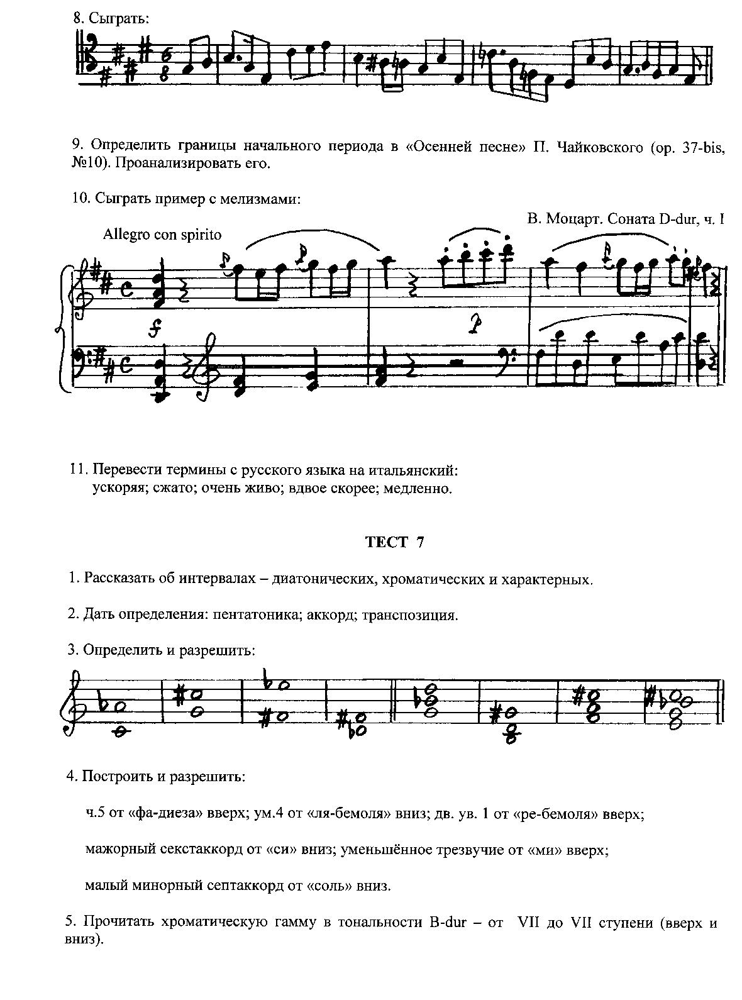 8. Сыграть:
6
8
9. Определить границы начального периода в «Осенней песне» П. Чайковского (ор. 37-bis,
№10). Проанализировать его.
10. Сыграть пример с мелизмами:
В. Моцарт. Соната D-dur, ч. I
Allegro con spirito
f
p
11. Перевести термины с русского языка на итальянский:
ускоряя; сжато; очень живо; вдвое скорее; медленно.
ТЕСТ 7
1. Рассказать об интервалах – диатонических, хроматических и характерных.
2. Дать определения: пентатоника; аккорд; транспозиция.
3. Определить и разрешить:
4. Построить и разрешить:
ч.5 от «фа-диеза» вверх; ум.4 от «ля-бемоля» вниз; дв. ув. 1 от «ре-бемоля» вверх;
мажорный секстаккорд от «си» вниз; уменьшённое трезвучие от «ми» вверх;
малый минорный септаккорд от «соль» вниз.
5. Прочитать хроматическую гамму в тональности B-dur – от VII до VII ступени (вверх и
вниз).